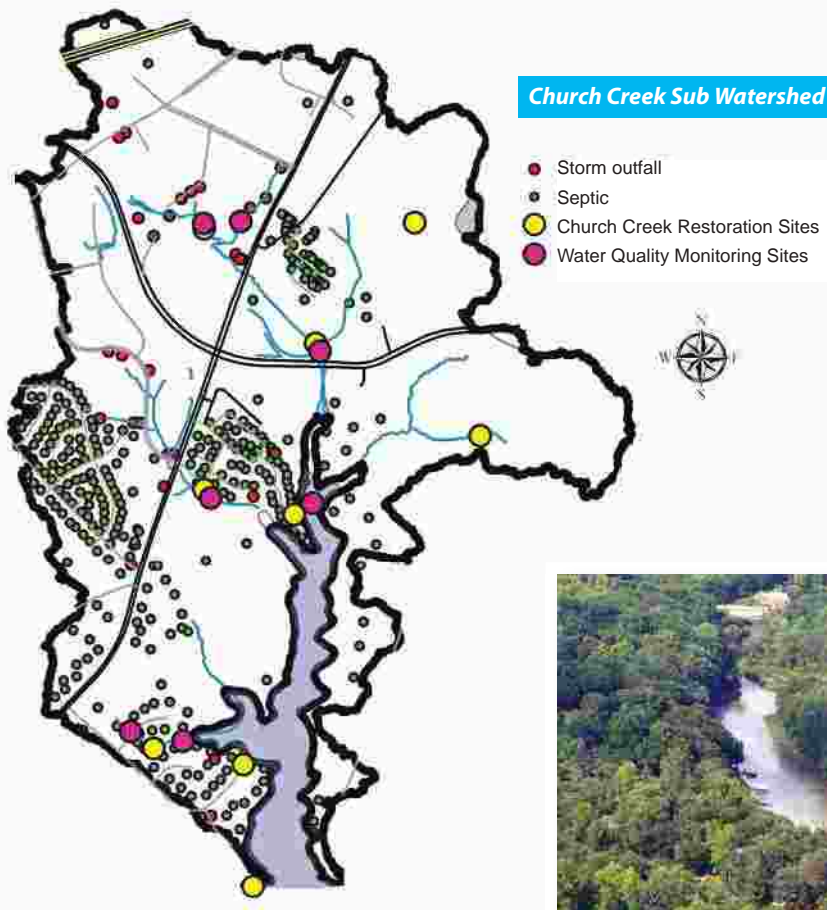 Church Creek Sub Watershed
Storm outfall
Septic
Church Creek Restoration Sites
Water Quality Monitoring Sites
N
W E
S